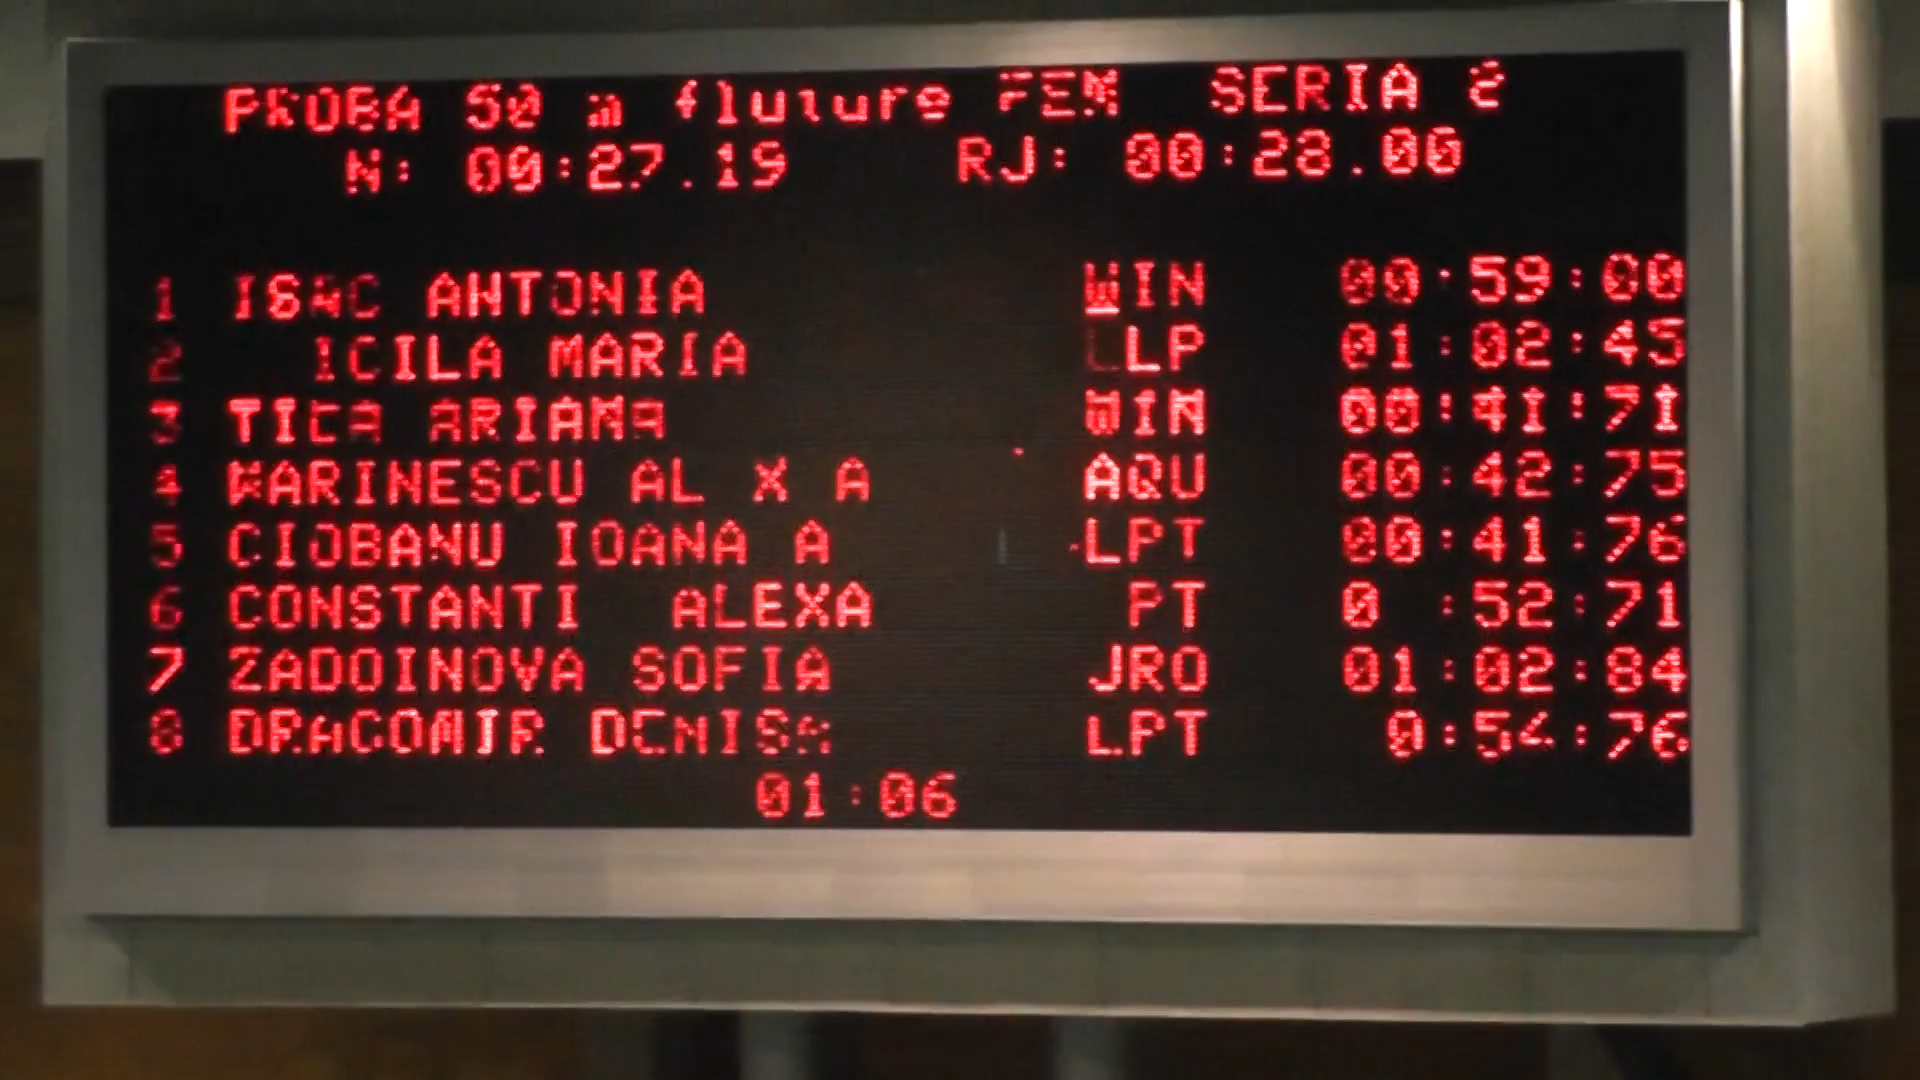 PROBA 50 m fluture FEM SERIA 2
N: 00:27.19 RJ: 00:28.00
1 ISAC ANTONIA WIN 00:59:00
2 ICILA MARIA LP 01:02:45
3 ARIANA WIN 00:41:71
4 MARINESCU AL X A AQU 00:42:75
5 CIOBANU IOANA A LPT 00:41:76
6 CONSTANTI ALEXA PT 0 :52:71
7 ZADOINOVA SOFIA JRO 01:02:84
8 DRAGOMIR DENISA LPT 0:54:76
01:06